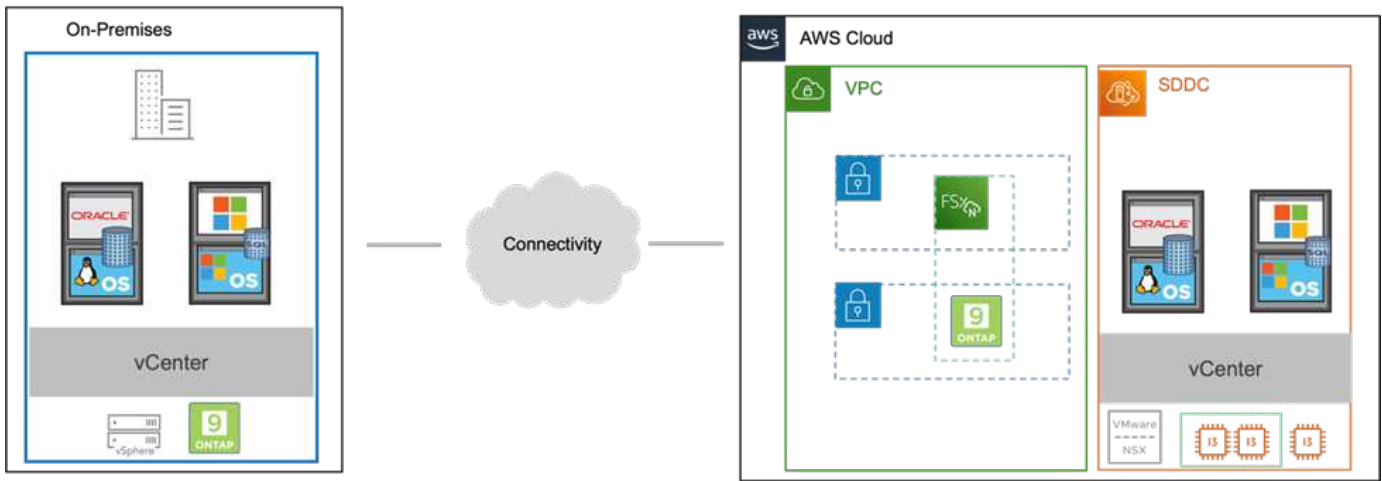 On-Premises
ORACLE
OS
SQL
OS
vCenter
vSphere
9
ONTAP
Connectivity
aws
AWS Cloud
VPC
FSx
N
9
ONTAP
SDDC
ORACLE
OS
SQL
OS
vCenter
VMware
NSX
I3
I3
I3